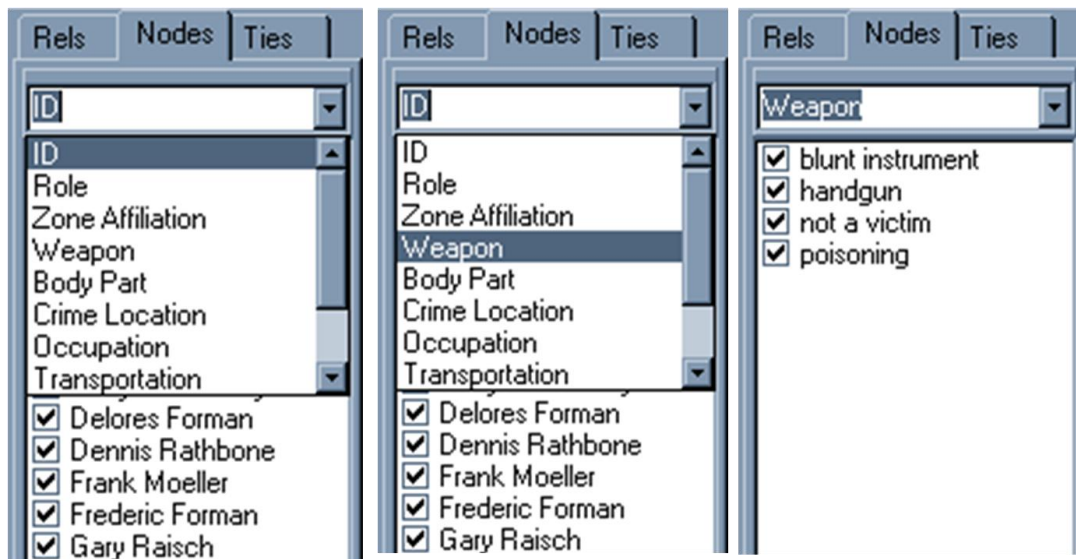 Rels Nodes Ties
ID
ID
Role
Zone Affiliation
Weapon
Body Part
Crime Location
Occupation
Transportation
Delores Forman
Dennis Rathbone
Frank Moeller
Frederic Forman
Gary Raisch
Rels Nodes Ties
ID
ID
Role
Zone Affiliation
Weapon
Body Part
Crime Location
Occupation
Transportation
Delores Forman
Dennis Rathbone
Frank Moeller
Frederic Forman
Gary Raisch
Rels Nodes Ties
Weapon
blunt instrument
handgun
not a victim
poisoning